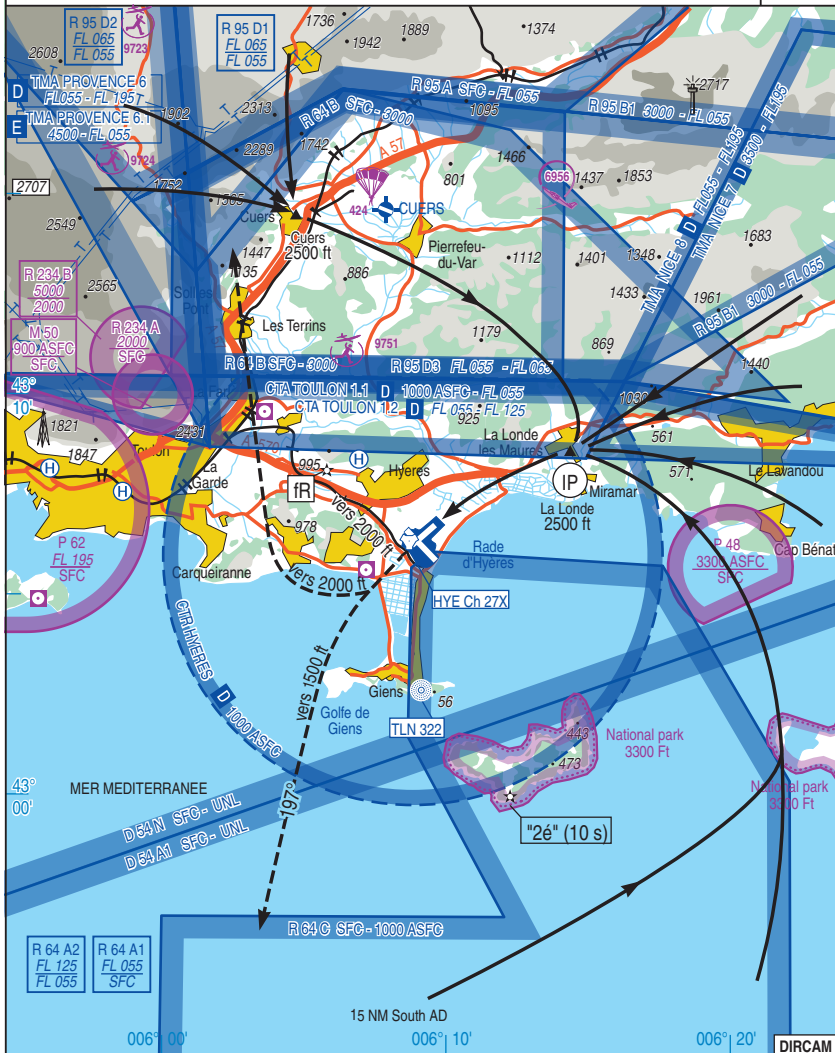 R 95 D2
FL 065
FL 055
9723
R 95 D1
FL 065
FL 055
1736
1942
1889
1374
2608
D
TMA PROVENCE 6
FL055 - FL 195
E
TMA PROVENCE 6.1
4500 - FL 055
1902
2313
R 64 B SFC - 3000
R 95 A SFC - FL 055
1095
R 95 B1 3000 - FL 055
2717
9724
2289
1742
A 57
1466
1752
801
6956
1437
1853
2707
1505
424
CUERS
2549
Cuers
Cuers
2500 ft
Pierrefeu-
du-Var
1447
1135
886
1112
1401
1348
1683
TMA NICE 8 D FL055 - FL195
TMA NICE 7 D 3500 - FL195
R 234 B
5000
2000
2565
Solliès
Pont
1433
1961
M 50
900 ASFC
SFC
R 234 A
2000
SFC
Les Terrins
9751
1179
869
R 95 B1 3000 - FL 055
R 64 B SFC - 3000
R 95 D3 FL 055 - FL 065
1440
43°
10'
CTA TOULON 1.1 D 1000 ASFC - FL 055
CTA TOULON 1.2 D FL 055 - FL 125
925
1821
1847
2431
Toulon
A 570
La Londe
les Maures
561
571
H
H
H
La
Garde
995
Hyeres
IP
Miramar
Le Lavandou
fR
La Londe
2500 ft
978
vers 2000 ft
P 62
FL 195
SFC
Carqueiranne
vers 2000 ft
Rade
d'Hyères
P 48
3300 ASFC
SFC
Cap Bénat
HYE Ch 27X
CTR HYERES D 1000 ASFC
vers 1500 ft
Giens
56
Golfe de
Giens
TLN 322
443
473
National park
3300 Ft
43°
00'
MER MEDITERRANEE
197°
National park
3300 Ft
D 54 N SFC - UNL
D 54 A1 SFC - UNL
"2é" (10 s)
R 64 A2
FL 125
FL 055
R 64 A1
FL 055
SFC
R 64 C SFC - 1000 ASFC
15 NM South AD
006° 00'
006° 10'
006° 20'
DIRCAM